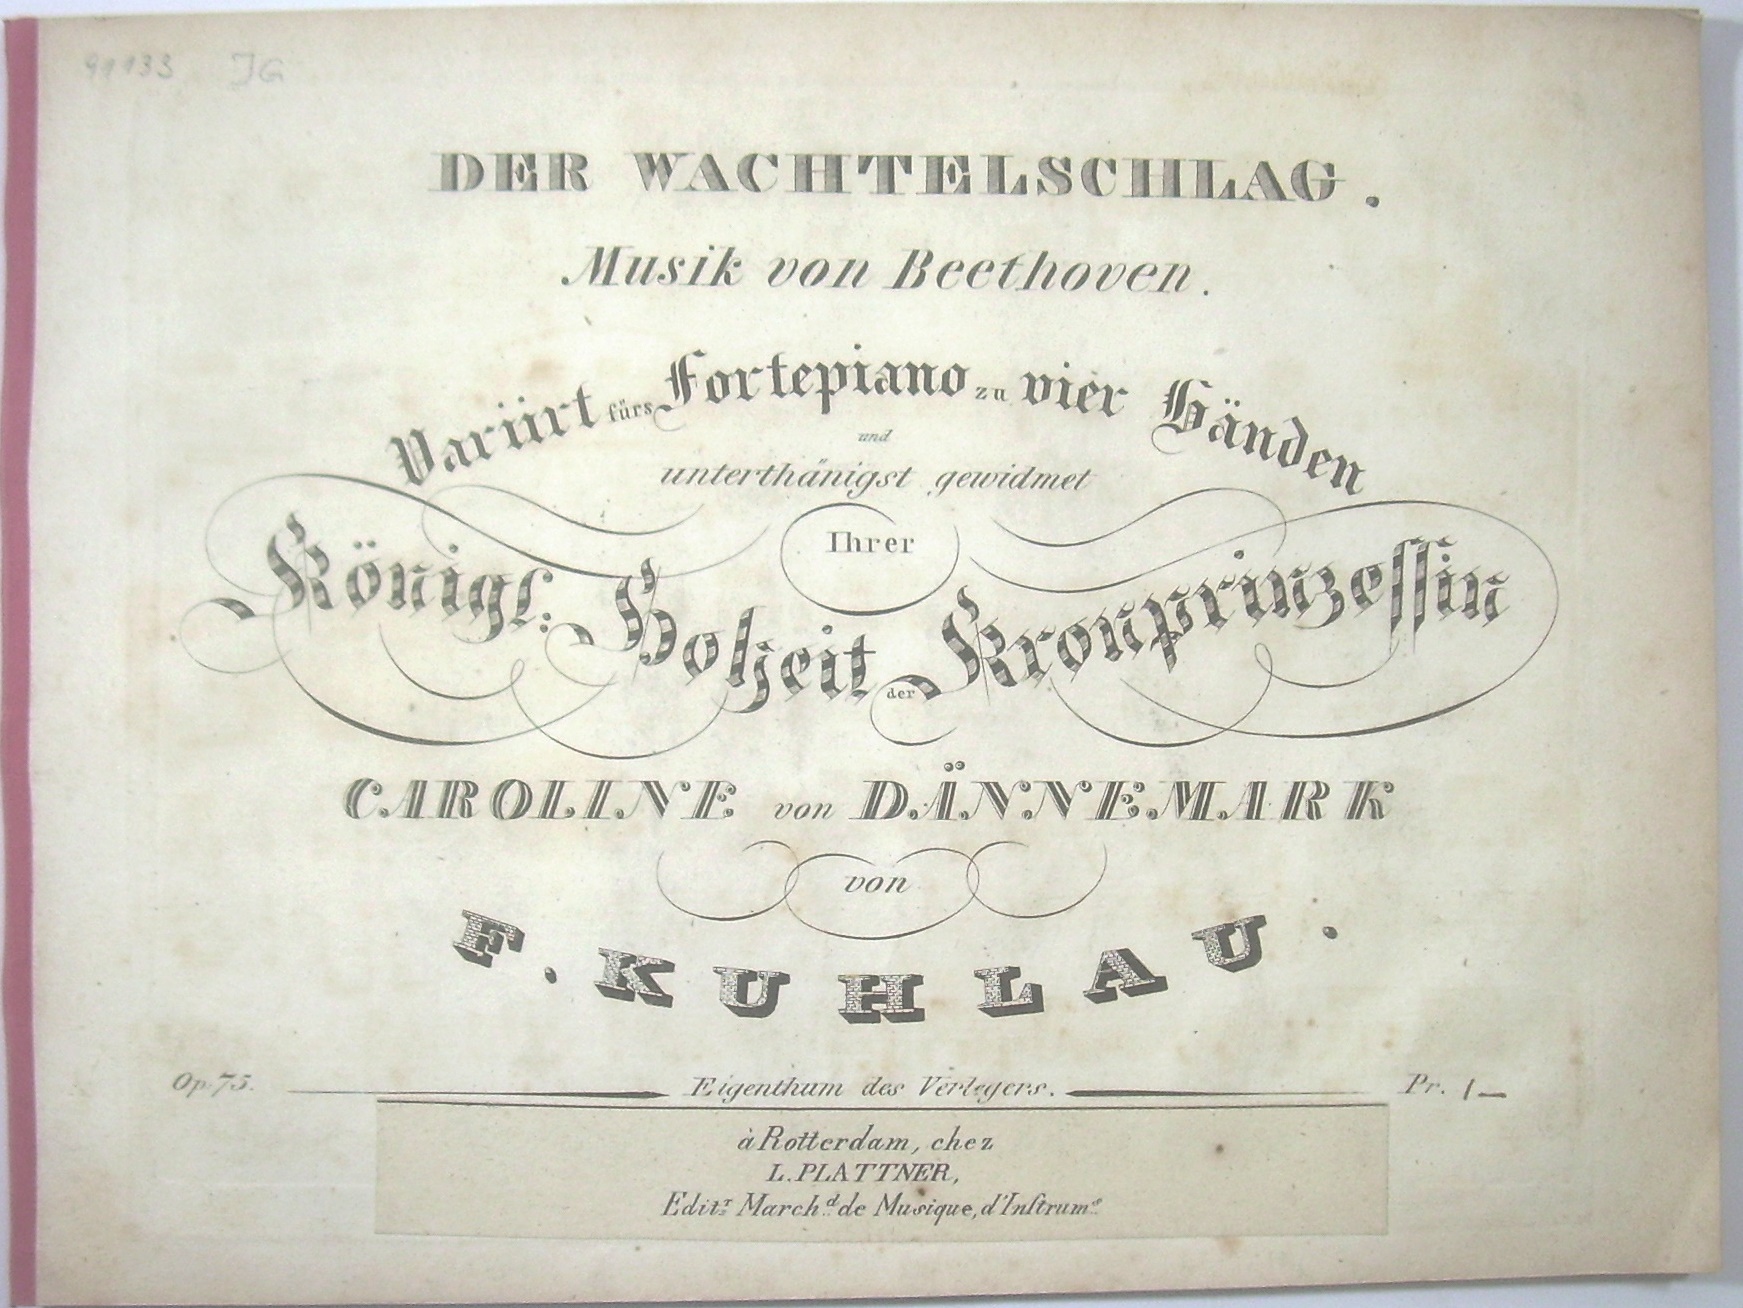 91133 JG
DER WACHTELSCHLAG.
Musik von Beethoven.
Variirt fürs Fortepiano zu vier Händen
und
unterthänigst gewidmet
Ihrer
Königl: Hoheit der Kronprinzeſſin
CAROLINE von DÄNNEMARK
von
F. KUHLAU.
Op. 75. Eigenthum des Verlegers. Pr. 1 —
à Rotterdam, chez
L. PLATTNER,
Editr. Marchd. de Musique, d'Inſtrums.